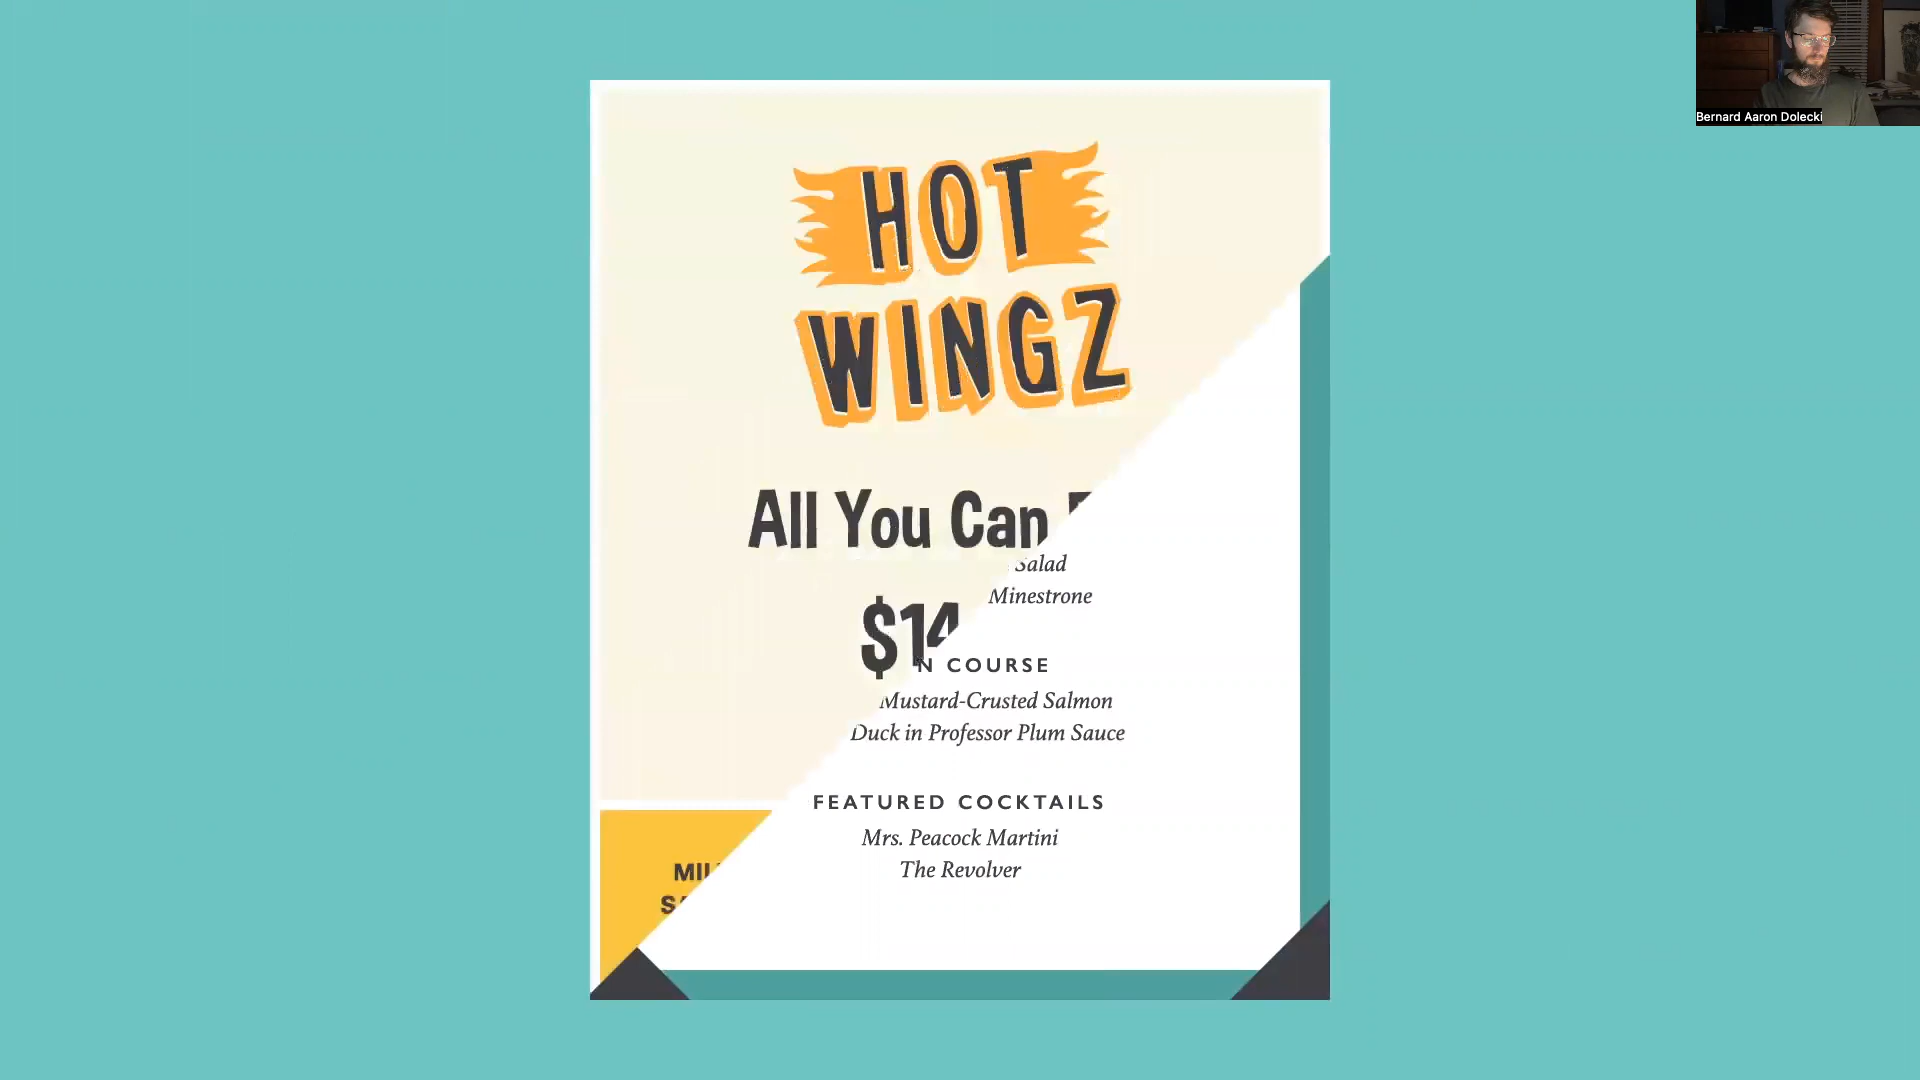 HOT
WINGZ
All You Can
$14
Salad
Minestrone
N COURSE
Mustard-Crusted Salmon
Duck in Professor Plum Sauce
FEATURED COCKTAILS
Mrs. Peacock Martini
The Revolver
Bernard Aaron Dolecki